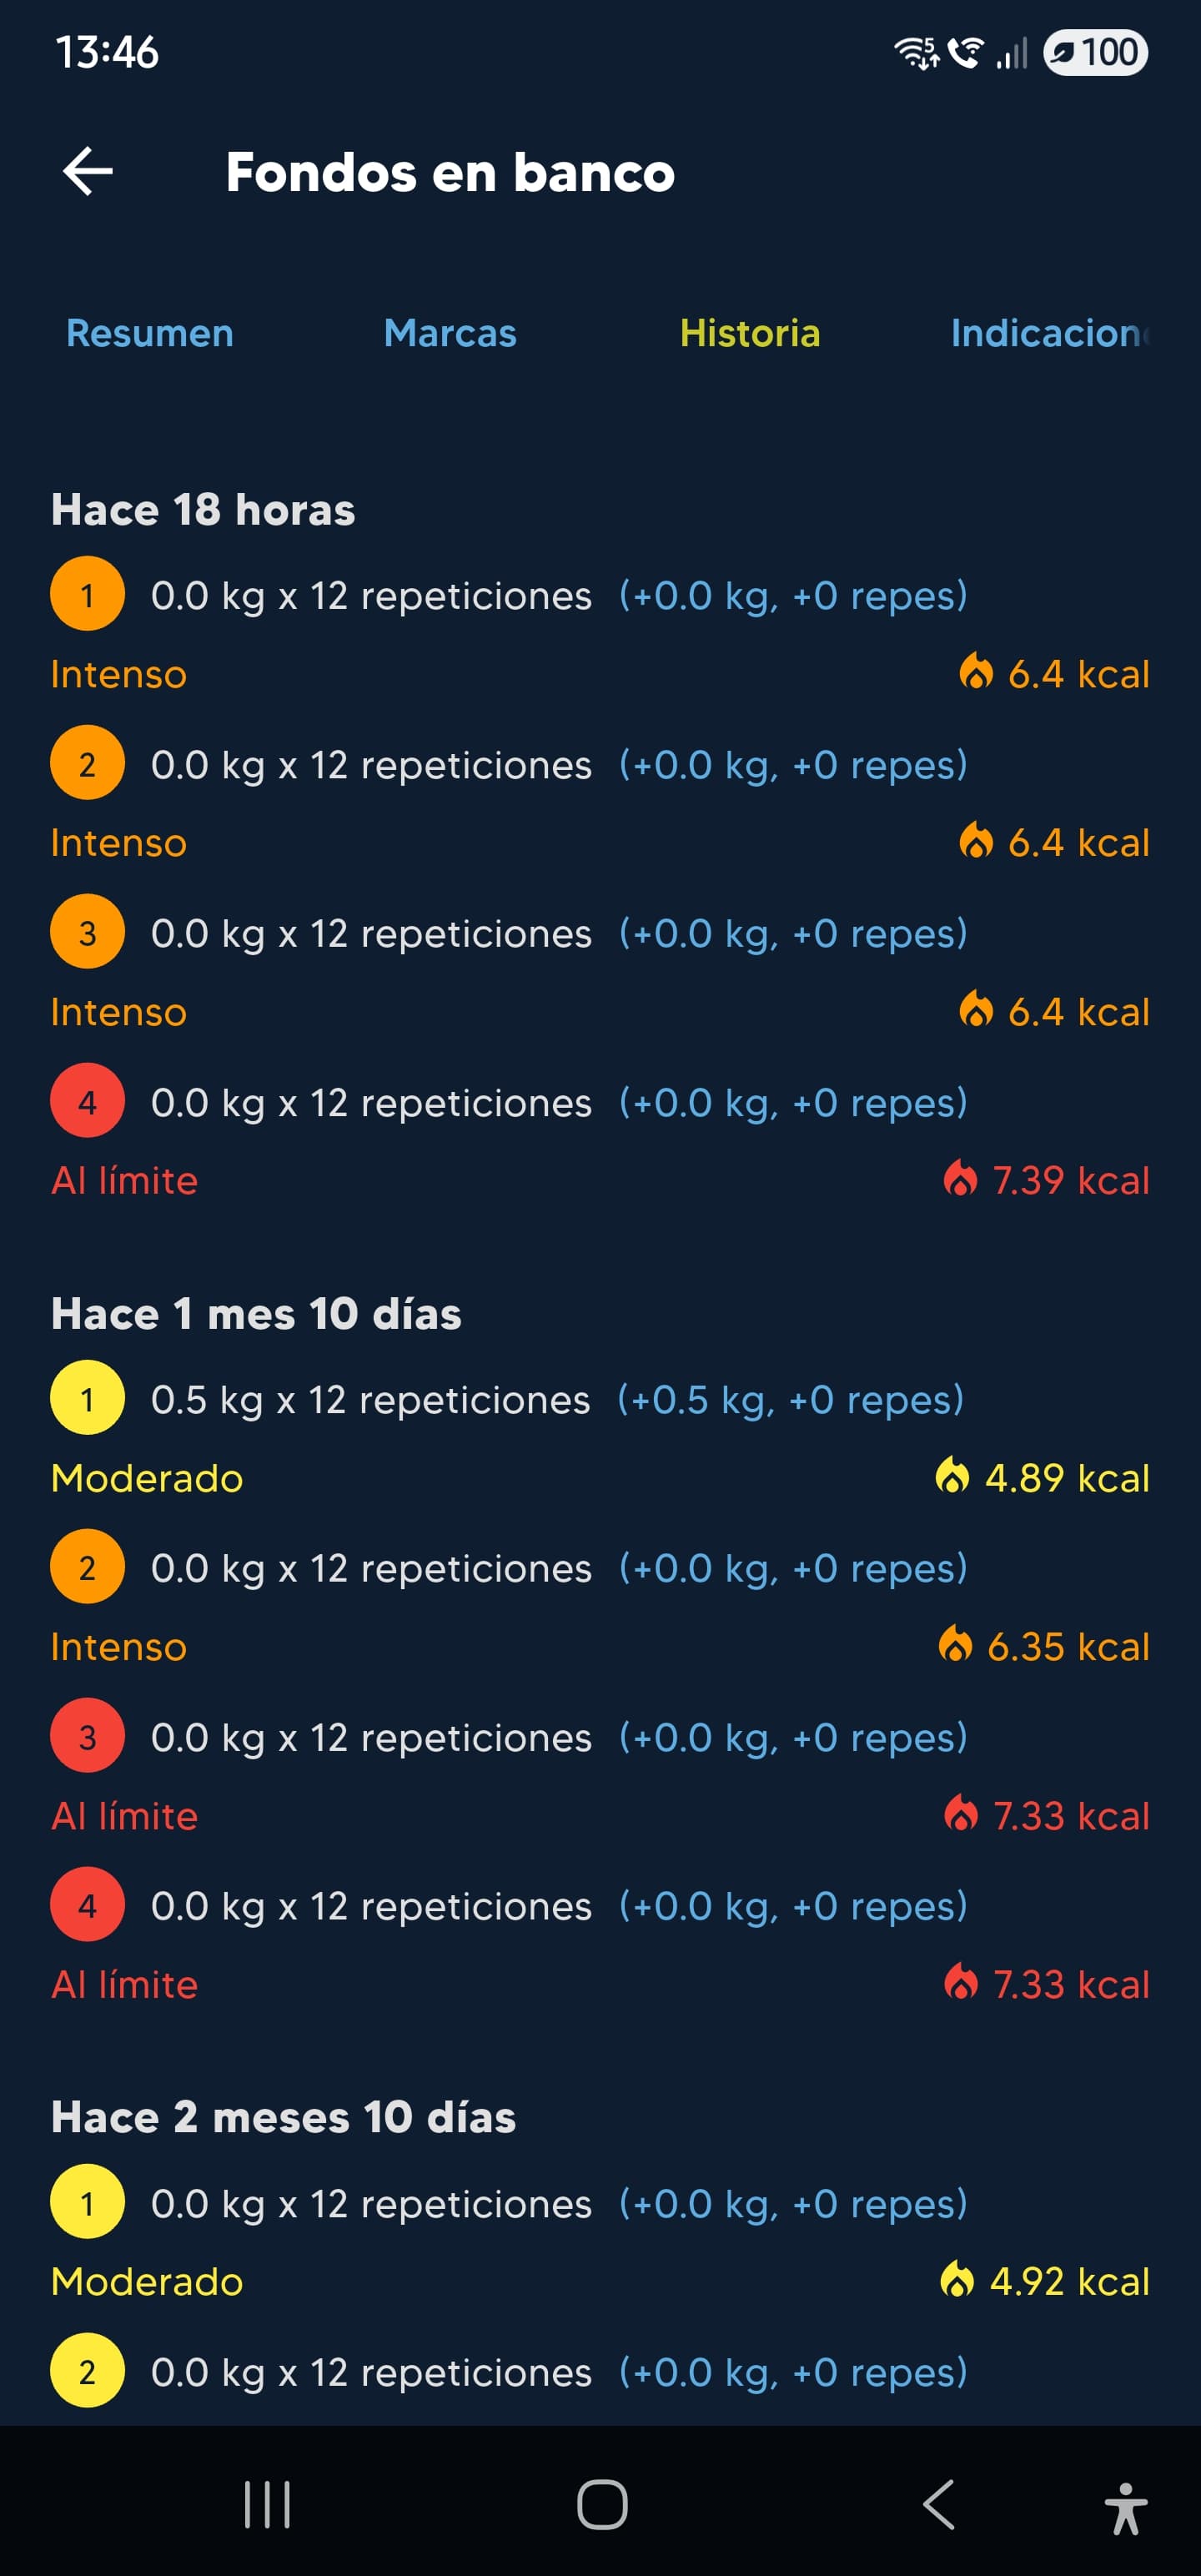 13:46
5 100
Fondos en banco
Resumen Marcas Historia Indicacion
Hace 18 horas
1 0.0 kg x 12 repeticiones (+0.0 kg, +0 repes)
Intenso 6.4 kcal
2 0.0 kg x 12 repeticiones (+0.0 kg, +0 repes)
Intenso 6.4 kcal
3 0.0 kg x 12 repeticiones (+0.0 kg, +0 repes)
Intenso 6.4 kcal
4 0.0 kg x 12 repeticiones (+0.0 kg, +0 repes)
Al límite 7.39 kcal
Hace 1 mes 10 días
1 0.5 kg x 12 repeticiones (+0.5 kg, +0 repes)
Moderado 4.89 kcal
2 0.0 kg x 12 repeticiones (+0.0 kg, +0 repes)
Intenso 6.35 kcal
3 0.0 kg x 12 repeticiones (+0.0 kg, +0 repes)
Al límite 7.33 kcal
4 0.0 kg x 12 repeticiones (+0.0 kg, +0 repes)
Al límite 7.33 kcal
Hace 2 meses 10 días
1 0.0 kg x 12 repeticiones (+0.0 kg, +0 repes)
Moderado 4.92 kcal
2 0.0 kg x 12 repeticiones (+0.0 kg, +0 repes)